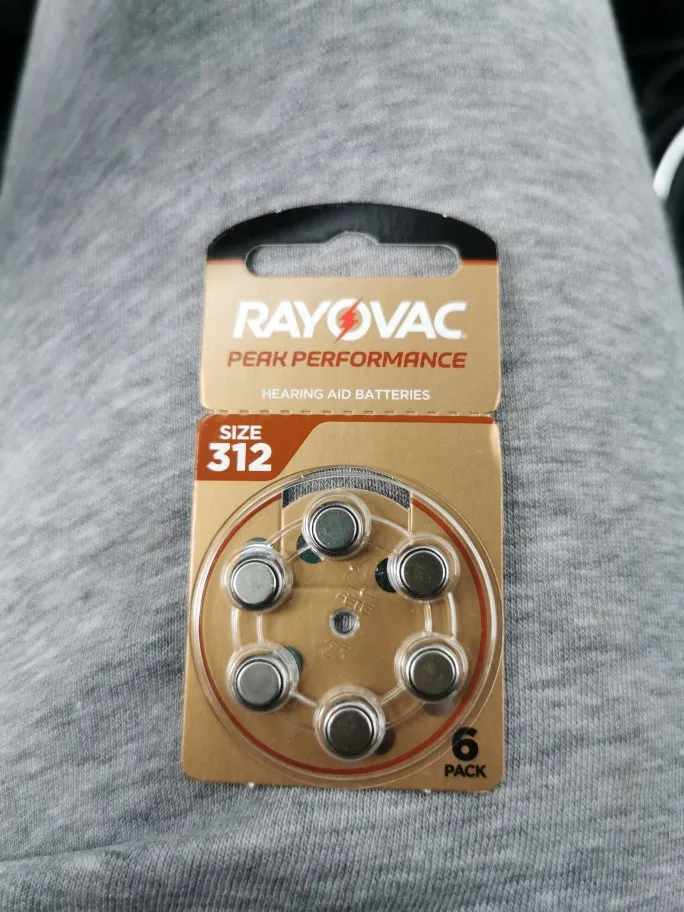 RAYOVAC
PEAK PERFORMANCE
HEARING AID BATTERIES
SIZE
312
6
PACK